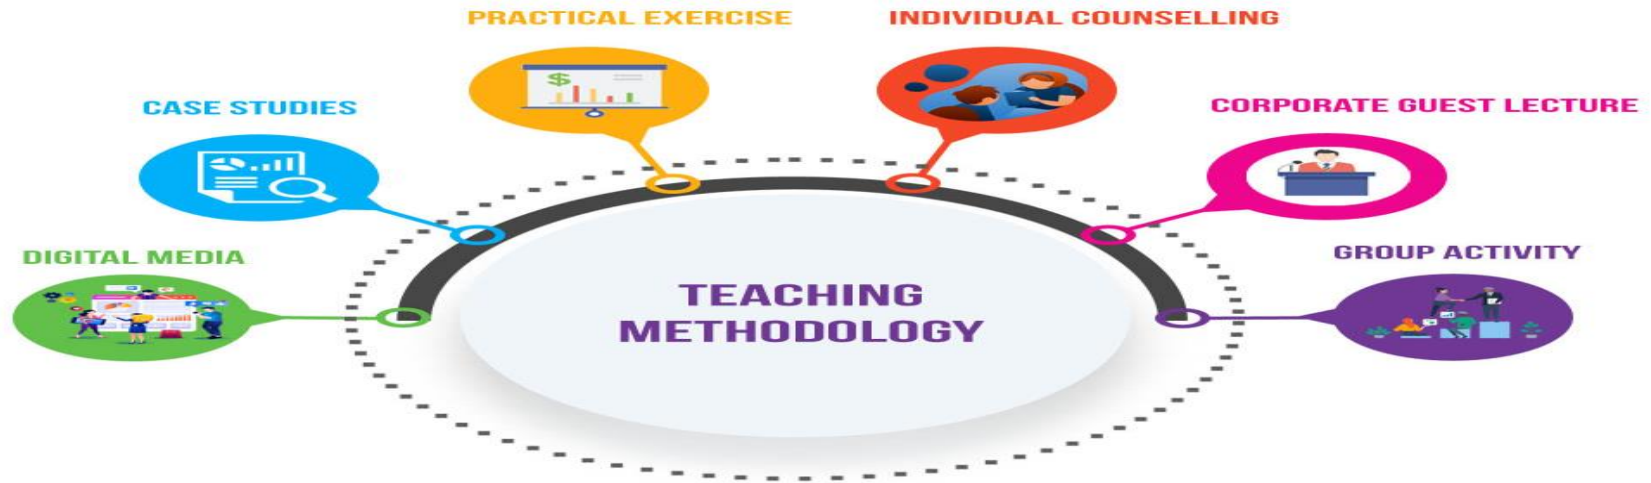 PRACTICAL EXERCISE
INDIVIDUAL COUNSELLING
CASE STUDIES
CORPORATE GUEST LECTURE
DIGITAL MEDIA
GROUP ACTIVITY
TEACHING
METHODOLOGY
$